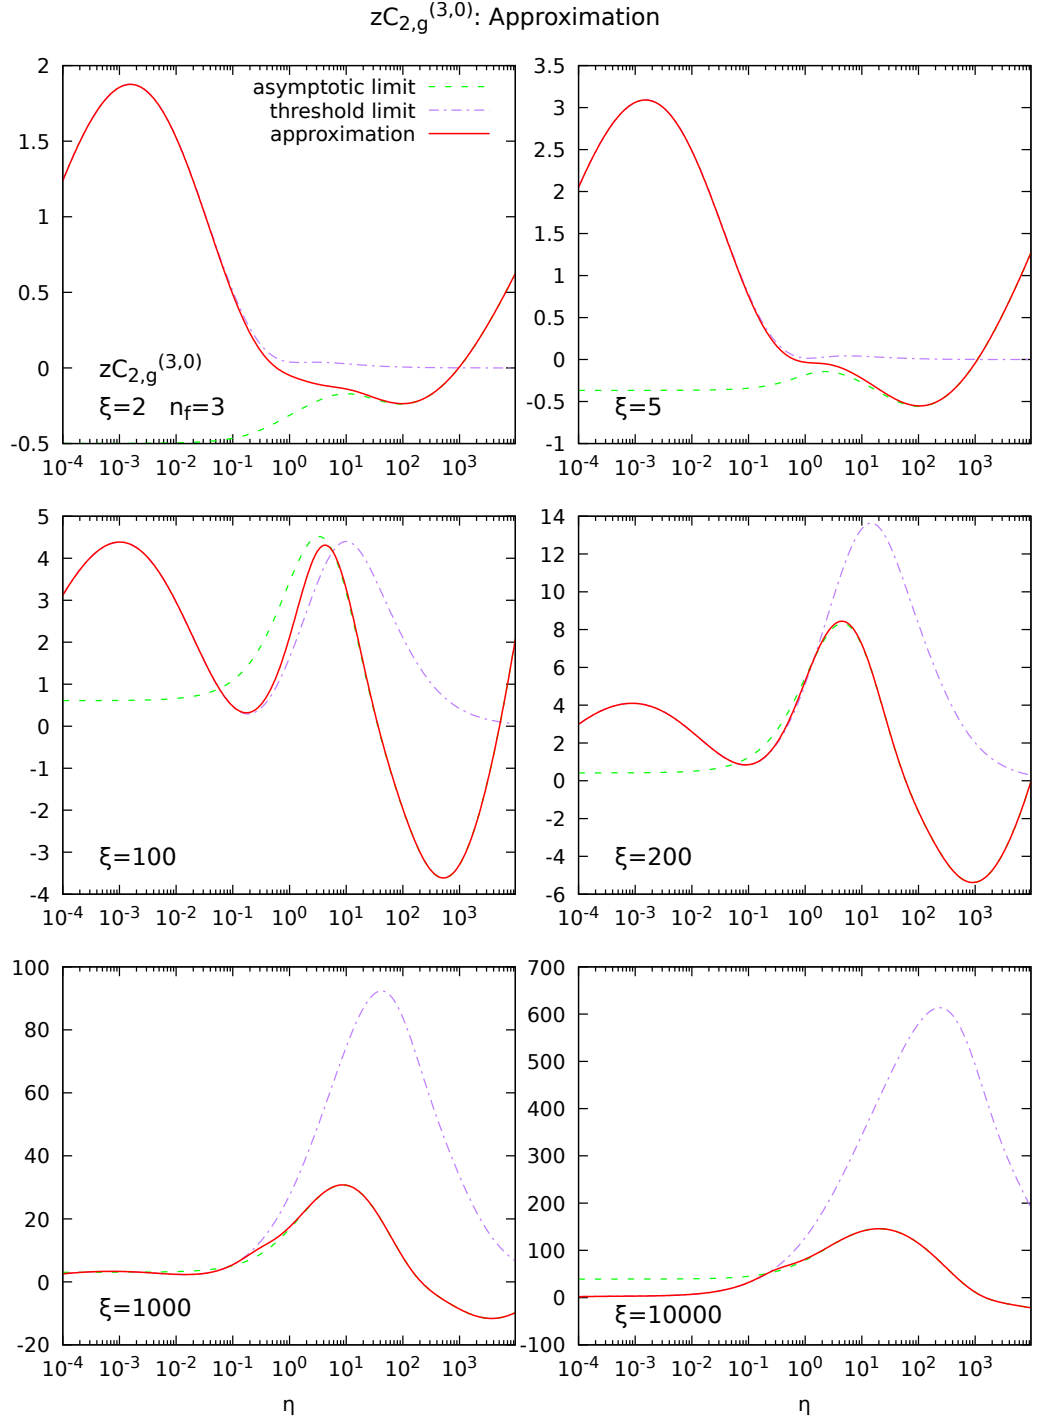 zC2,g(3,0): Approximation
2
1.5
1
0.5
0
-0.5
asymptotic limit
threshold limit
approximation
zC2,g(3,0)
ξ=2 nf=3
10-4 10-3 10-2 10-1 100 101 102 103
3.5
3
2.5
2
1.5
1
0.5
0
-0.5
-1
ξ=5
10-4 10-3 10-2 10-1 100 101 102 103
5
4
3
2
1
0
-1
-2
-3
-4
ξ=100
10-4 10-3 10-2 10-1 100 101 102 103
14
12
10
8
6
4
2
0
-2
-4
-6
ξ=200
10-4 10-3 10-2 10-1 100 101 102 103
100
80
60
40
20
0
-20
ξ=1000
10-4 10-3 10-2 10-1 100 101 102 103
η
700
600
500
400
300
200
100
0
-100
ξ=10000
10-4 10-3 10-2 10-1 100 101 102 103
η